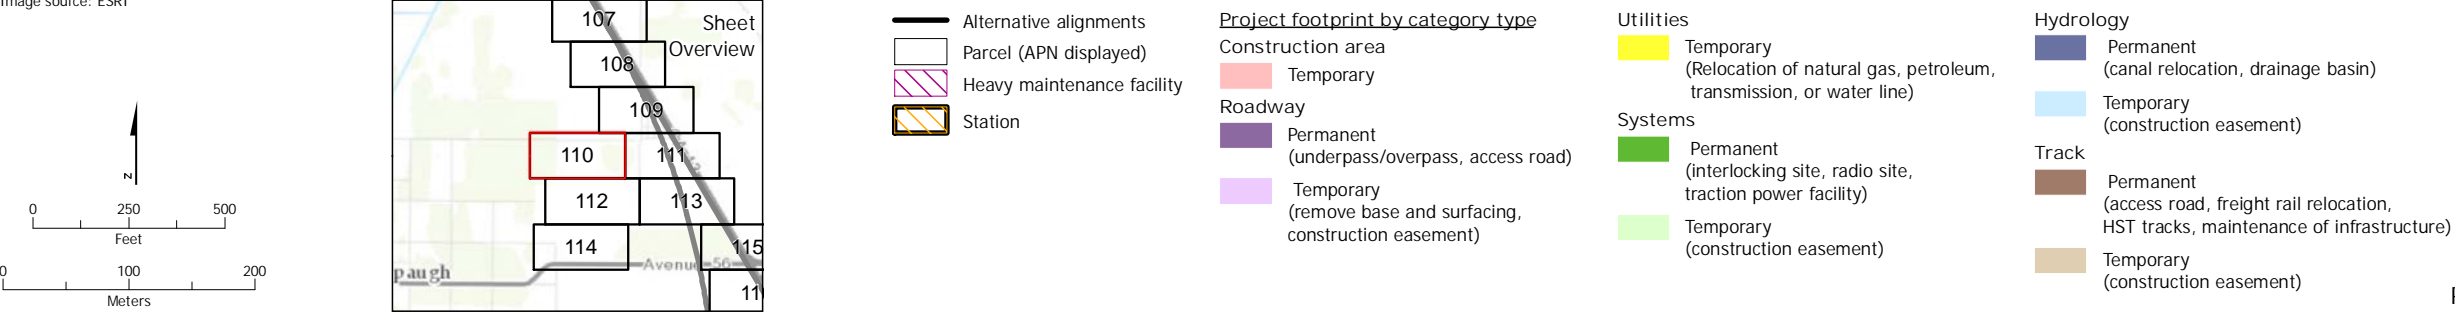 Image source: ESRI
N
0 250 500
Feet
0 100 200
Meters
Sheet
Overview
107
108
109
110
111
112
113
114
115
Avenue 56
paugh
Alternative alignments
Parcel (APN displayed)
Heavy maintenance facility
Station
Project footprint by category type
Construction area
Temporary
Roadway
Permanent
(underpass/overpass, access road)
Temporary
(remove base and surfacing,
construction easement)
Utilities
Temporary
(Relocation of natural gas, petroleum,
transmission, or water line)
Systems
Permanent
(interlocking site, radio site,
traction power facility)
Temporary
(construction easement)
Hydrology
Permanent
(canal relocation, drainage basin)
Temporary
(construction easement)
Track
Permanent
(access road, freight rail relocation,
HST tracks, maintenance of infrastructure)
Temporary
(construction easement)